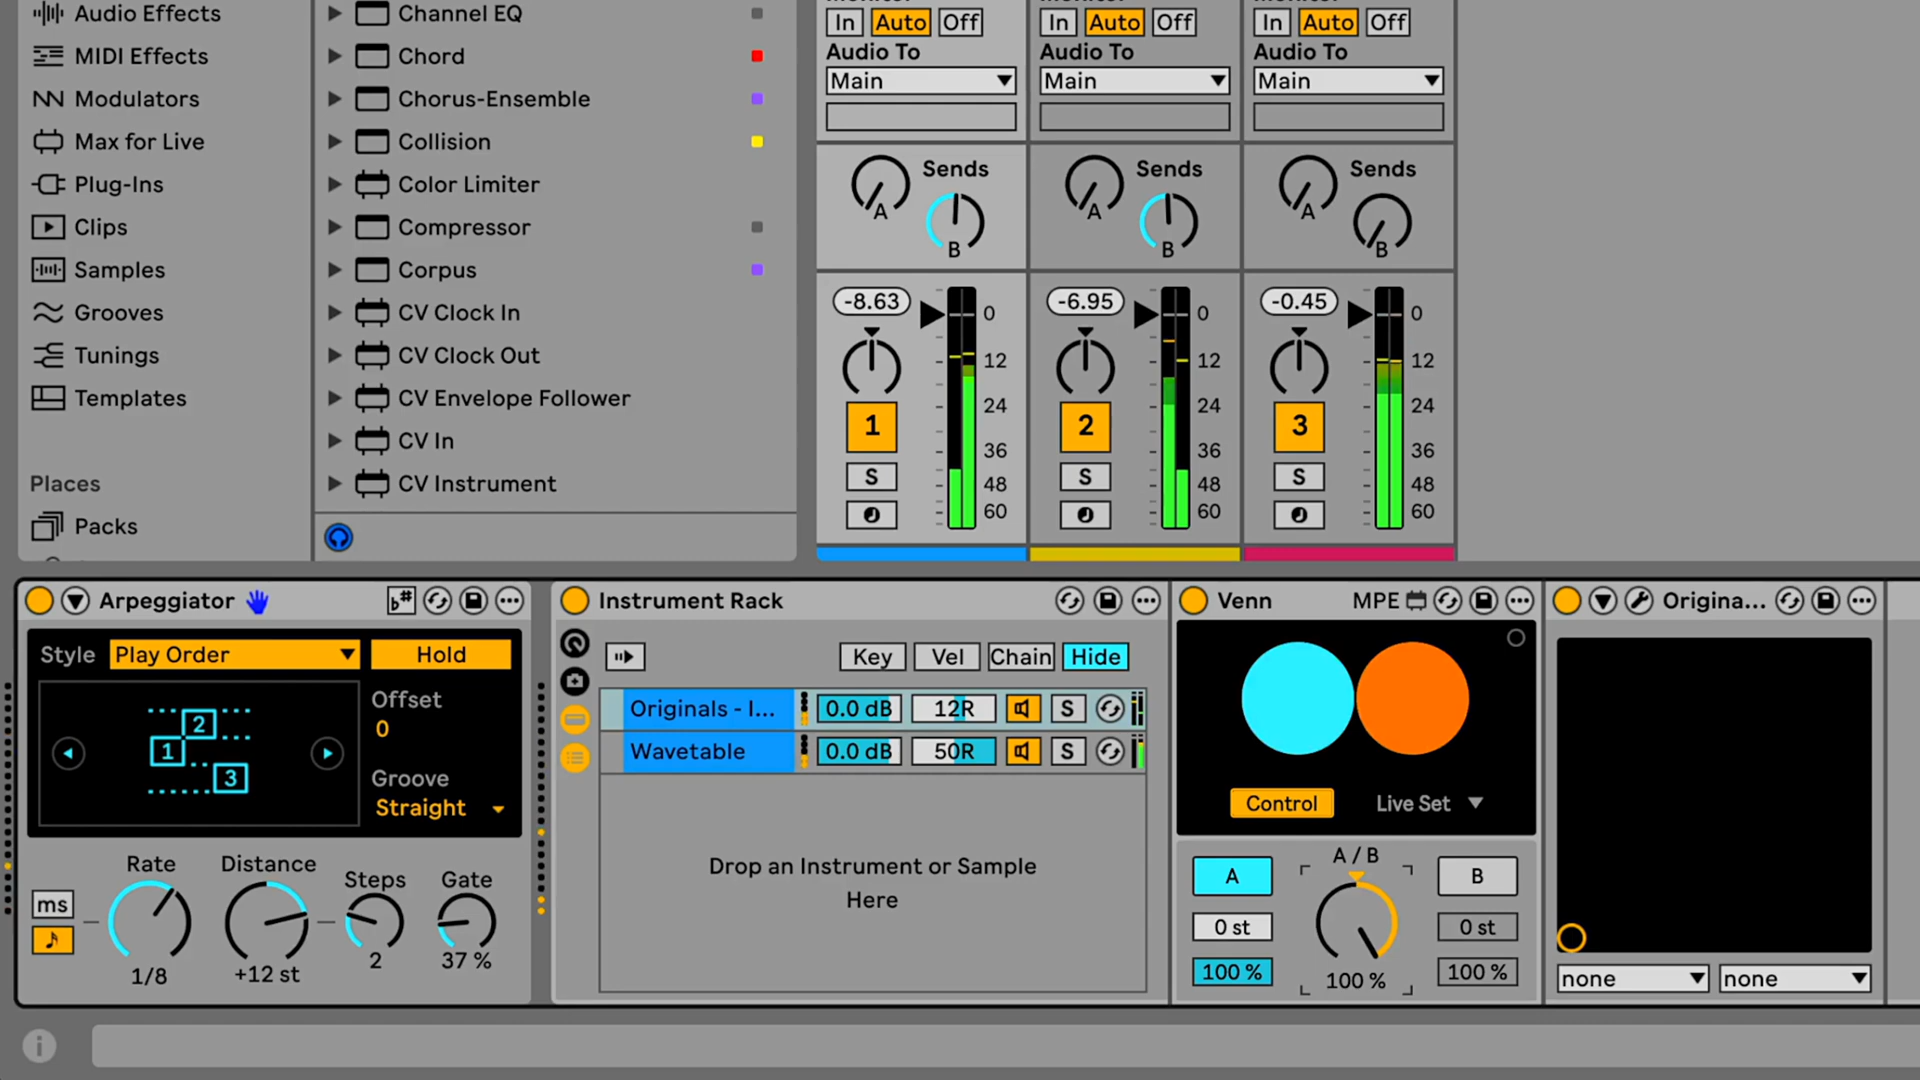 Audio Effects
MIDI Effects
Modulators
Max for Live
Plug-Ins
Clips
Samples
Grooves
Tunings
Templates
Places
Packs
Channel EQ
Chord
Chorus-Ensemble
Collision
Color Limiter
Compressor
Corpus
CV Clock In
CV Clock Out
CV Envelope Follower
CV In
CV Instrument
In Auto Off
Audio To
Main
Sends
A
B
-8.63
0
12
24
36
48
60
1
S
In Auto Off
Audio To
Main
Sends
A
B
-6.95
0
12
24
36
48
60
2
S
In Auto Off
Audio To
Main
Sends
A
B
-0.45
0
12
24
36
48
60
3
S
Arpeggiator
Style Play Order Hold
Offset
0
Groove
Straight
1
2
3
Rate Distance Steps Gate
ms
1/8 +12 st 2 37 %
Instrument Rack
Key Vel Chain Hide
Originals - I... 0.0 dB 12R S
Wavetable 0.0 dB 50R S
Drop an Instrument or Sample
Here
Venn MPE
Control Live Set
A / B
A B
0 st 0 st
100 % 100 % 100 %
Origina...
none none